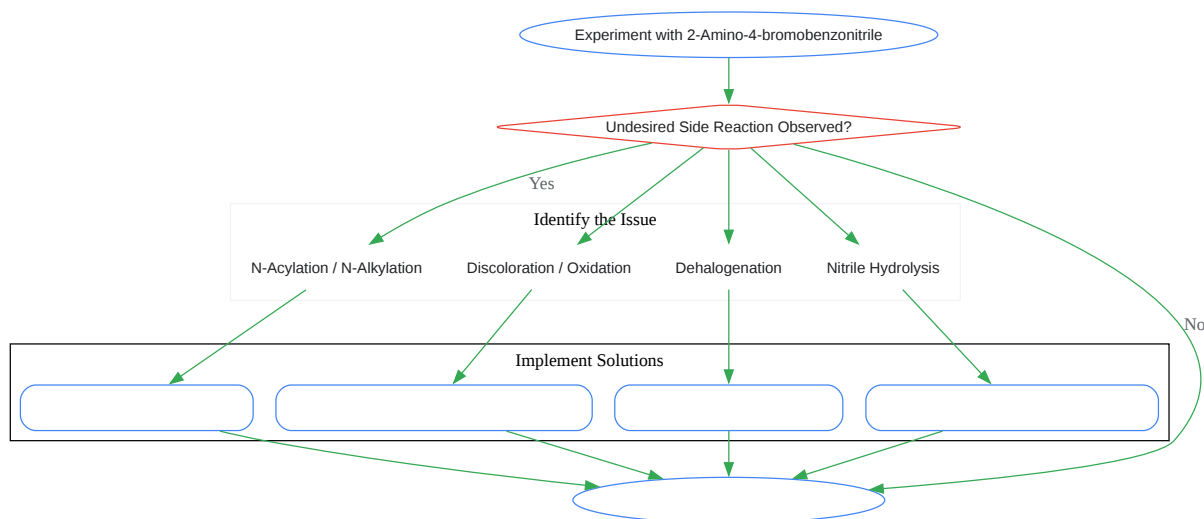 Experiment with 2-Amino-4-bromobenzonitrile
Undesired Side Reaction Observed?
Yes
Identify the Issue
N-Acylation / N-Alkylation
Discoloration / Oxidation
Dehalogenation
Nitrile Hydrolysis
No
Implement Solutions